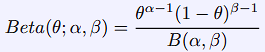 Beta(θ; α, β) = θ^{α−1}(1 − θ)^{β−1} / B(α, β)